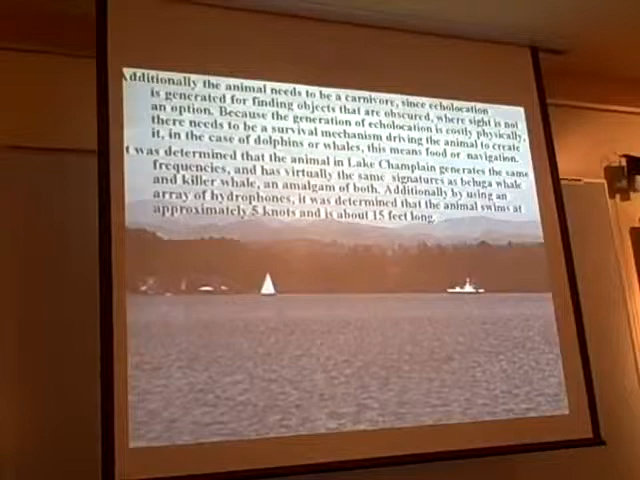 Additionally the animal needs to be a carnivore, since echolocation
is generated for finding objects that are obscured, where sight is not
an option. Because the generation of echolocation is costly physically,
there needs to be a survival mechanism driving the animal to create
it, in the case of dolphins or whales, this means food or navigation.
t was determined that the animal in Lake Champlain generates the same
frequencies, and has virtually the same signatures as beluga whale
and killer whale, an amalgam of both. Additionally by using an
array of hydrophones, it was determined that the animal swims at
approximately 5 knots and is about 15 feet long.